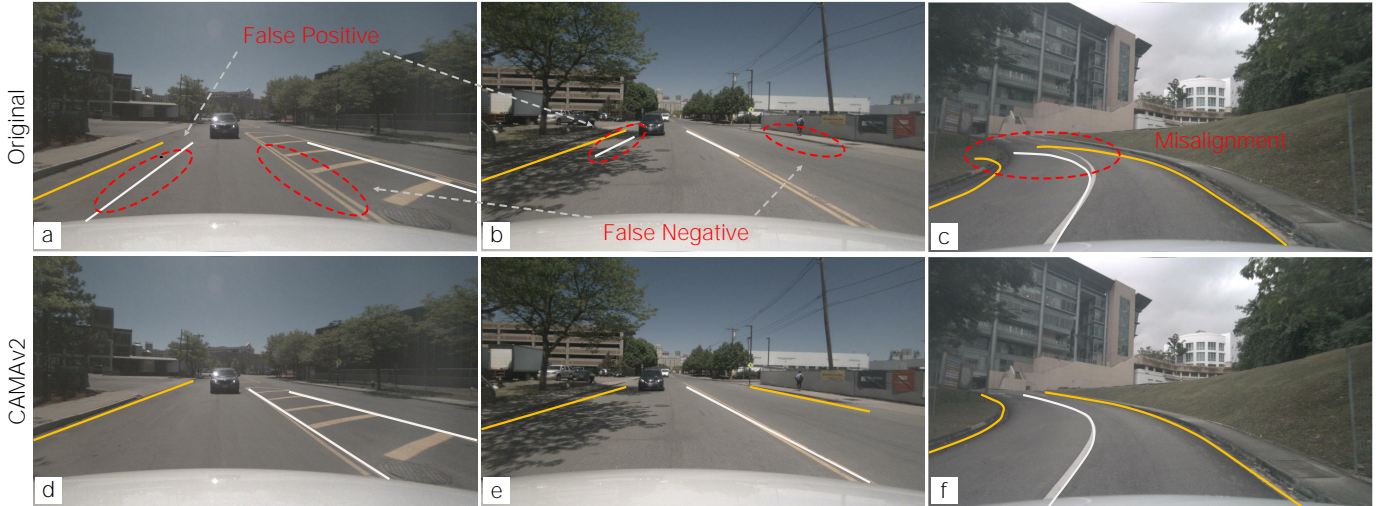 False Positive
Original
Misalignment
False Negative
a
b
c
CAMAv2
d
e
f